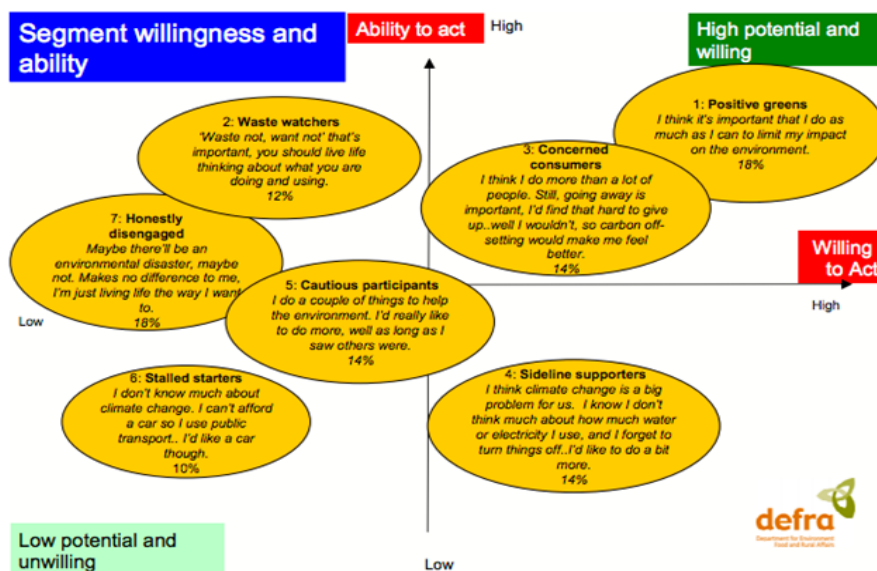 Segment willingness and
ability
Ability to act
High
High potential and
willing
1: Positive greens
I think it's important that I do as
much as I can to limit my impact
on the environment.
18%
2: Waste watchers
'Waste not, want not' that's
important, you should live life
thinking about what you are
doing and using.
12%
3: Concerned
consumers
I think I do more than a lot of
people. Still, going away is
important, I'd find that hard to give
up..well I wouldn't, so carbon off-
setting would make me feel
better.
14%
7: Honestly
disengaged
Maybe there'll be an
environmental disaster, maybe
not. Makes no difference to me,
I'm just living life the way I want
to.
18%
Willing
to Act
High
Low
5: Cautious participants
I do a couple of things to help
the environment. I'd really like
to do more, well as long as I
saw others were.
14%
6: Stalled starters
I don't know much about
climate change. I can't afford
a car so I use public
transport.. I'd like a car
though.
10%
4: Sideline supporters
I think climate change is a big
problem for us. I know I don't
think much about how much water
or electricity I use, and I forget to
turn things off..I'd like to do a bit
more.
14%
defra
Department for Environment
Food and Rural Affairs
Low potential and
unwilling
Low